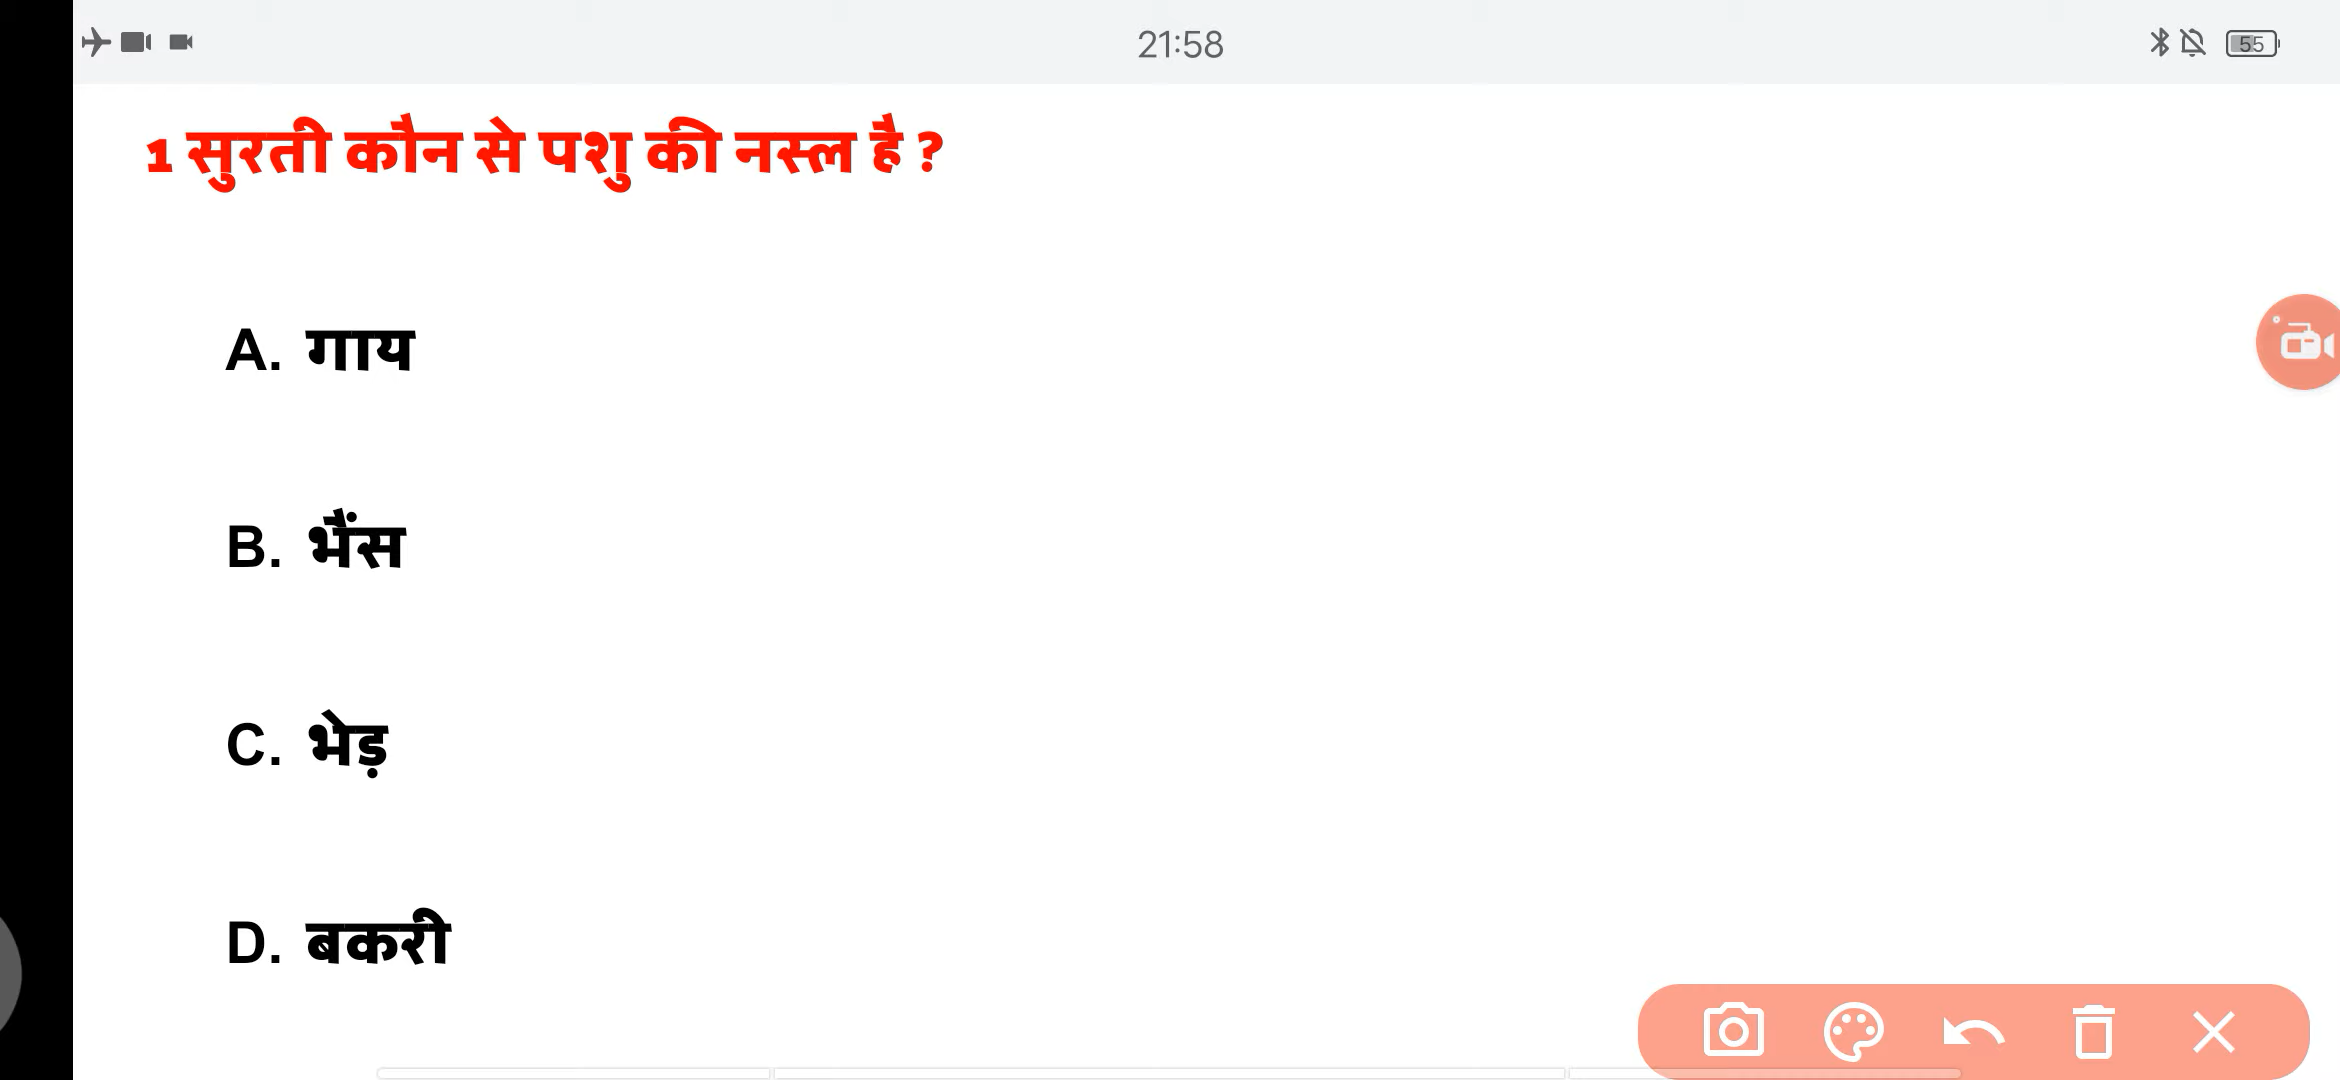 21:58
55
1 सुरती कौन से पशु की नस्ल है ?
A. गाय
B. भैंस
C. भेड़
D. बकरी